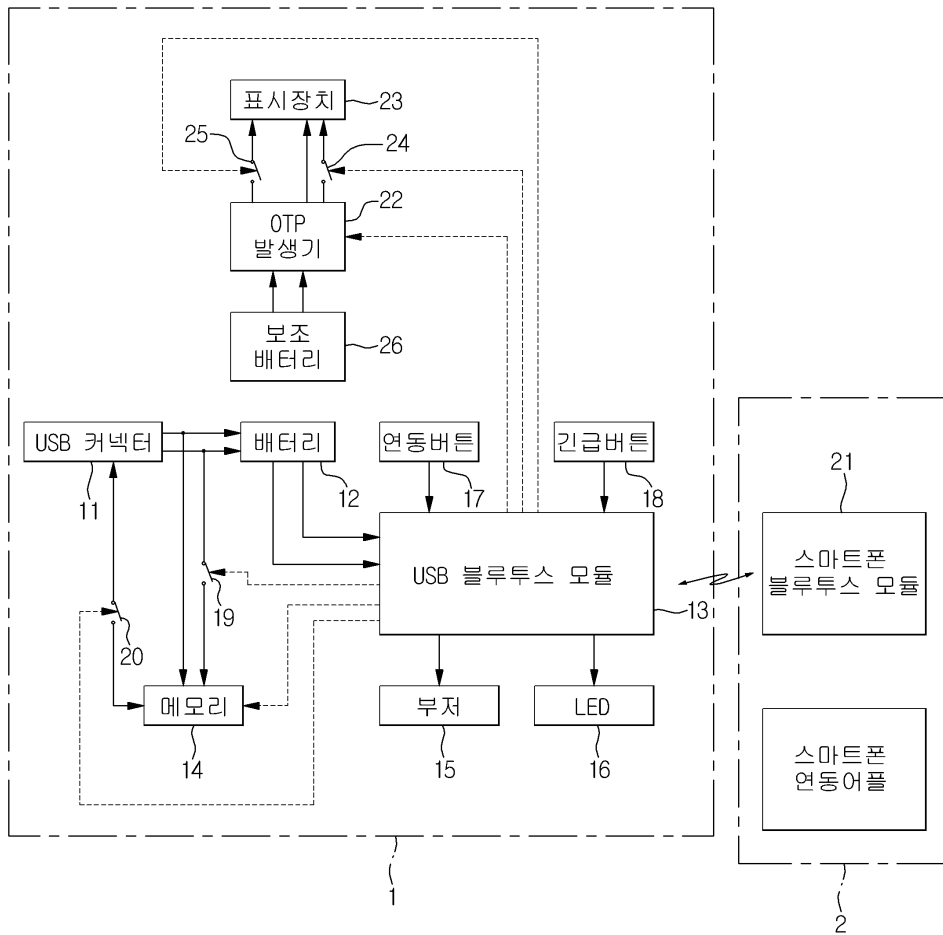 표시장치
23
25
24
22
OTP
발생기
보조
배터리
26
USB 커넥터
배터리
연동버튼
긴급버튼
11
12
17
18
21
스마트폰
블루투스 모듈
USB 블루투스 모듈
13
19
20
메모리
부저
LED
14
15
16
스마트폰
연동어플
1
2